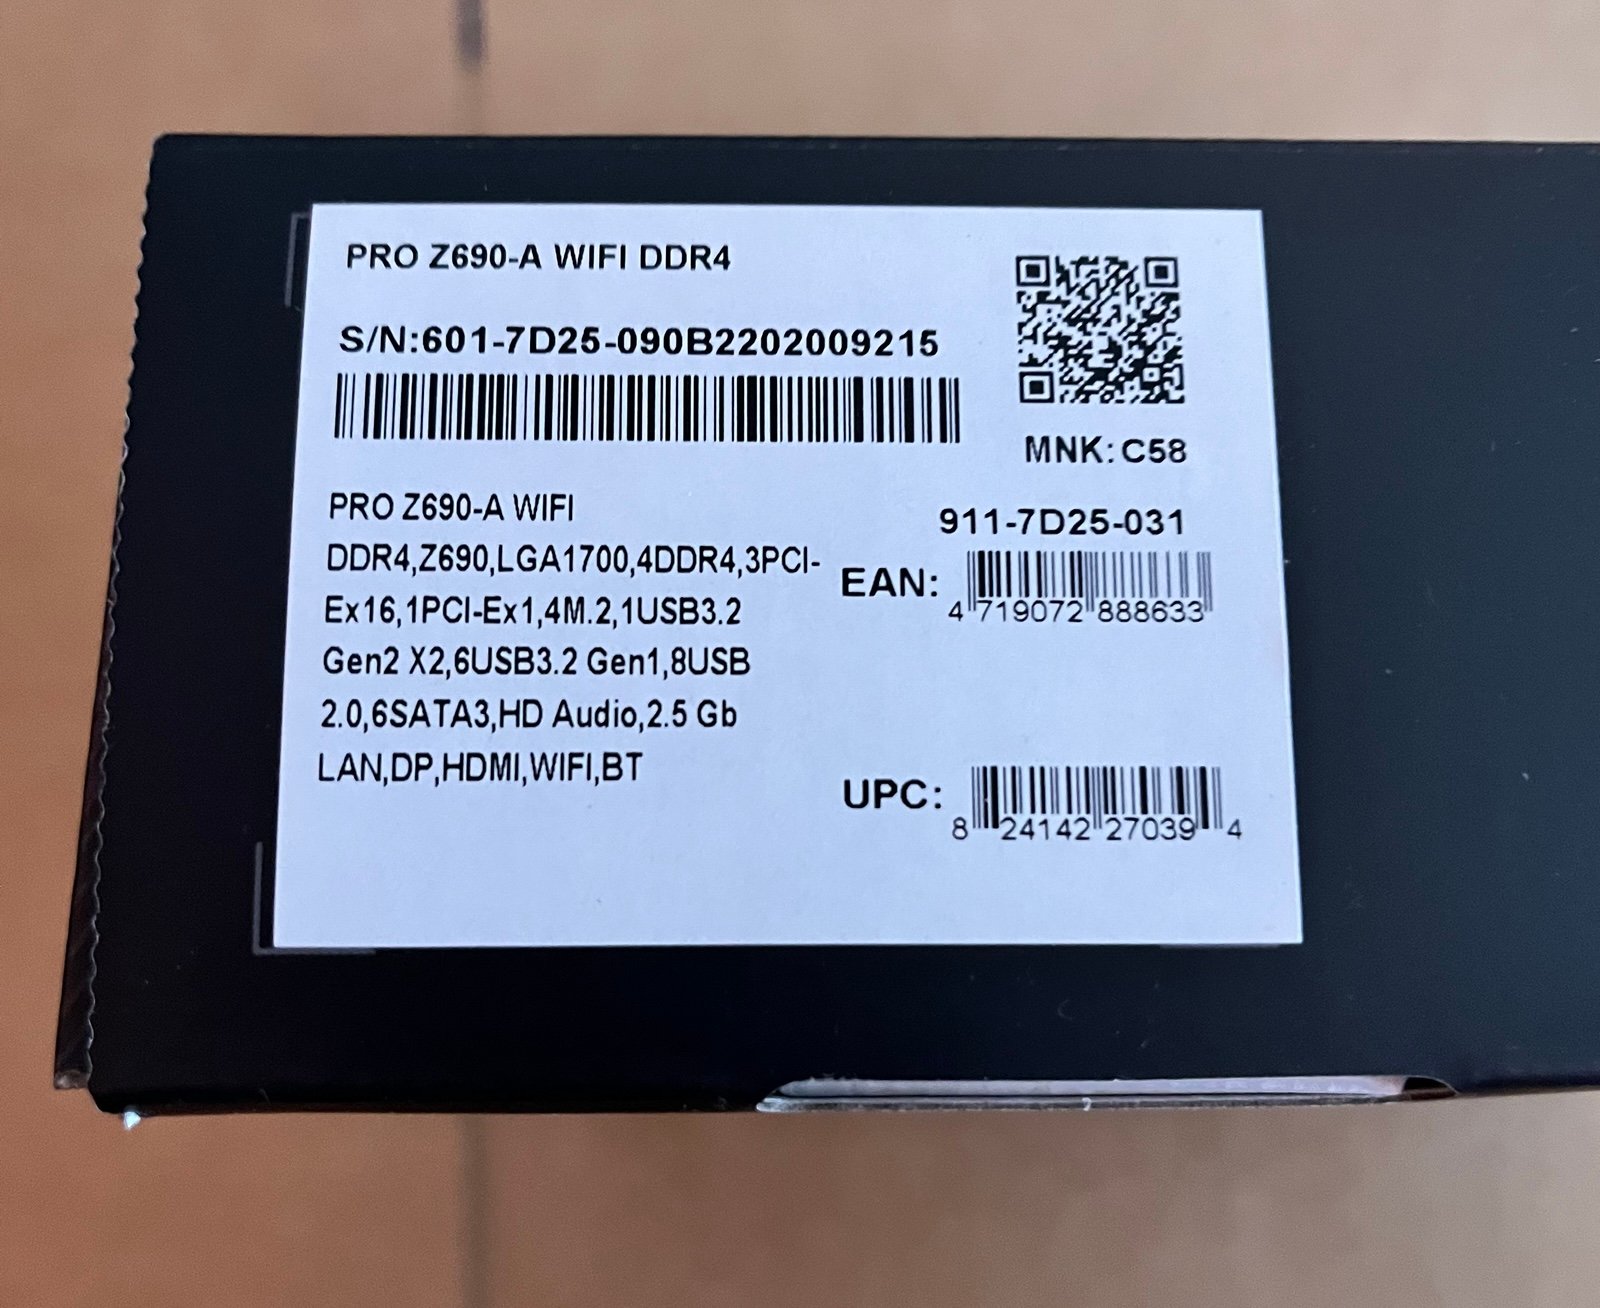 PRO Z690-A WIFI DDR4
S/N:601-7D25-090B2202009215
MNK:C58
PRO Z690-A WIFI
DDR4,Z690,LGA1700,4DDR4,3PCI-
Ex16,1PCI-Ex1,4M.2,1USB3.2
Gen2 X2,6USB3.2 Gen1,8USB
2.0,6SATA3,HD Audio,2.5 Gb
LAN,DP,HDMI,WIFI,BT
911-7D25-031
EAN:
4 719072 888633
UPC:
8 24142 27039 4